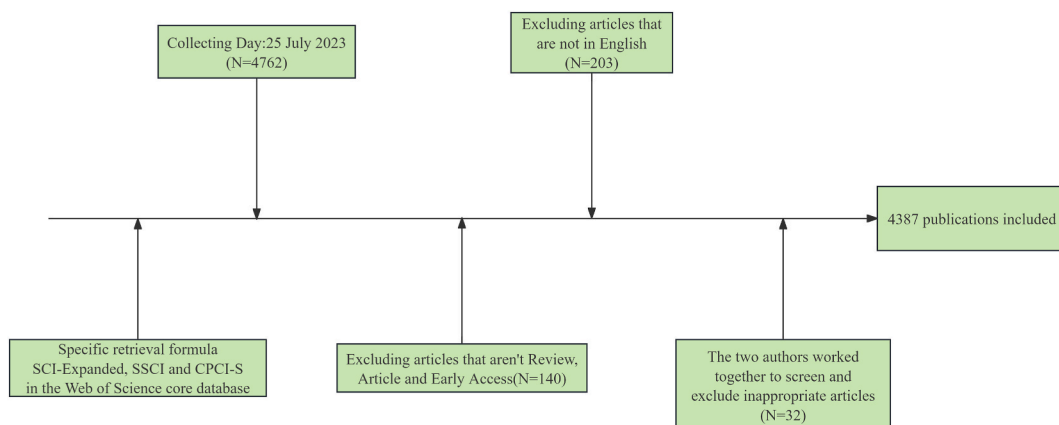 Collecting Day:25 July 2023
(N=4762)
Excluding articles that
are not in English
(N=203)
4387 publications included
Specific retrieval formula
SCI-Expanded, SSCI and CPCI-S
in the Web of Science core database
Excluding articles that aren't Review,
Article and Early Access(N=140)
The two authors worked
together to screen and
exclude inappropriate articles
(N=32)